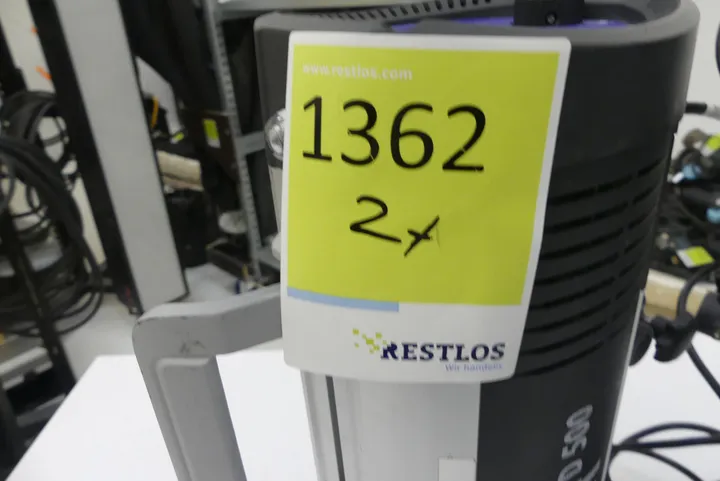 www.restlos.com
1362
2x
RESTLOS
Wir handeln.
D 500